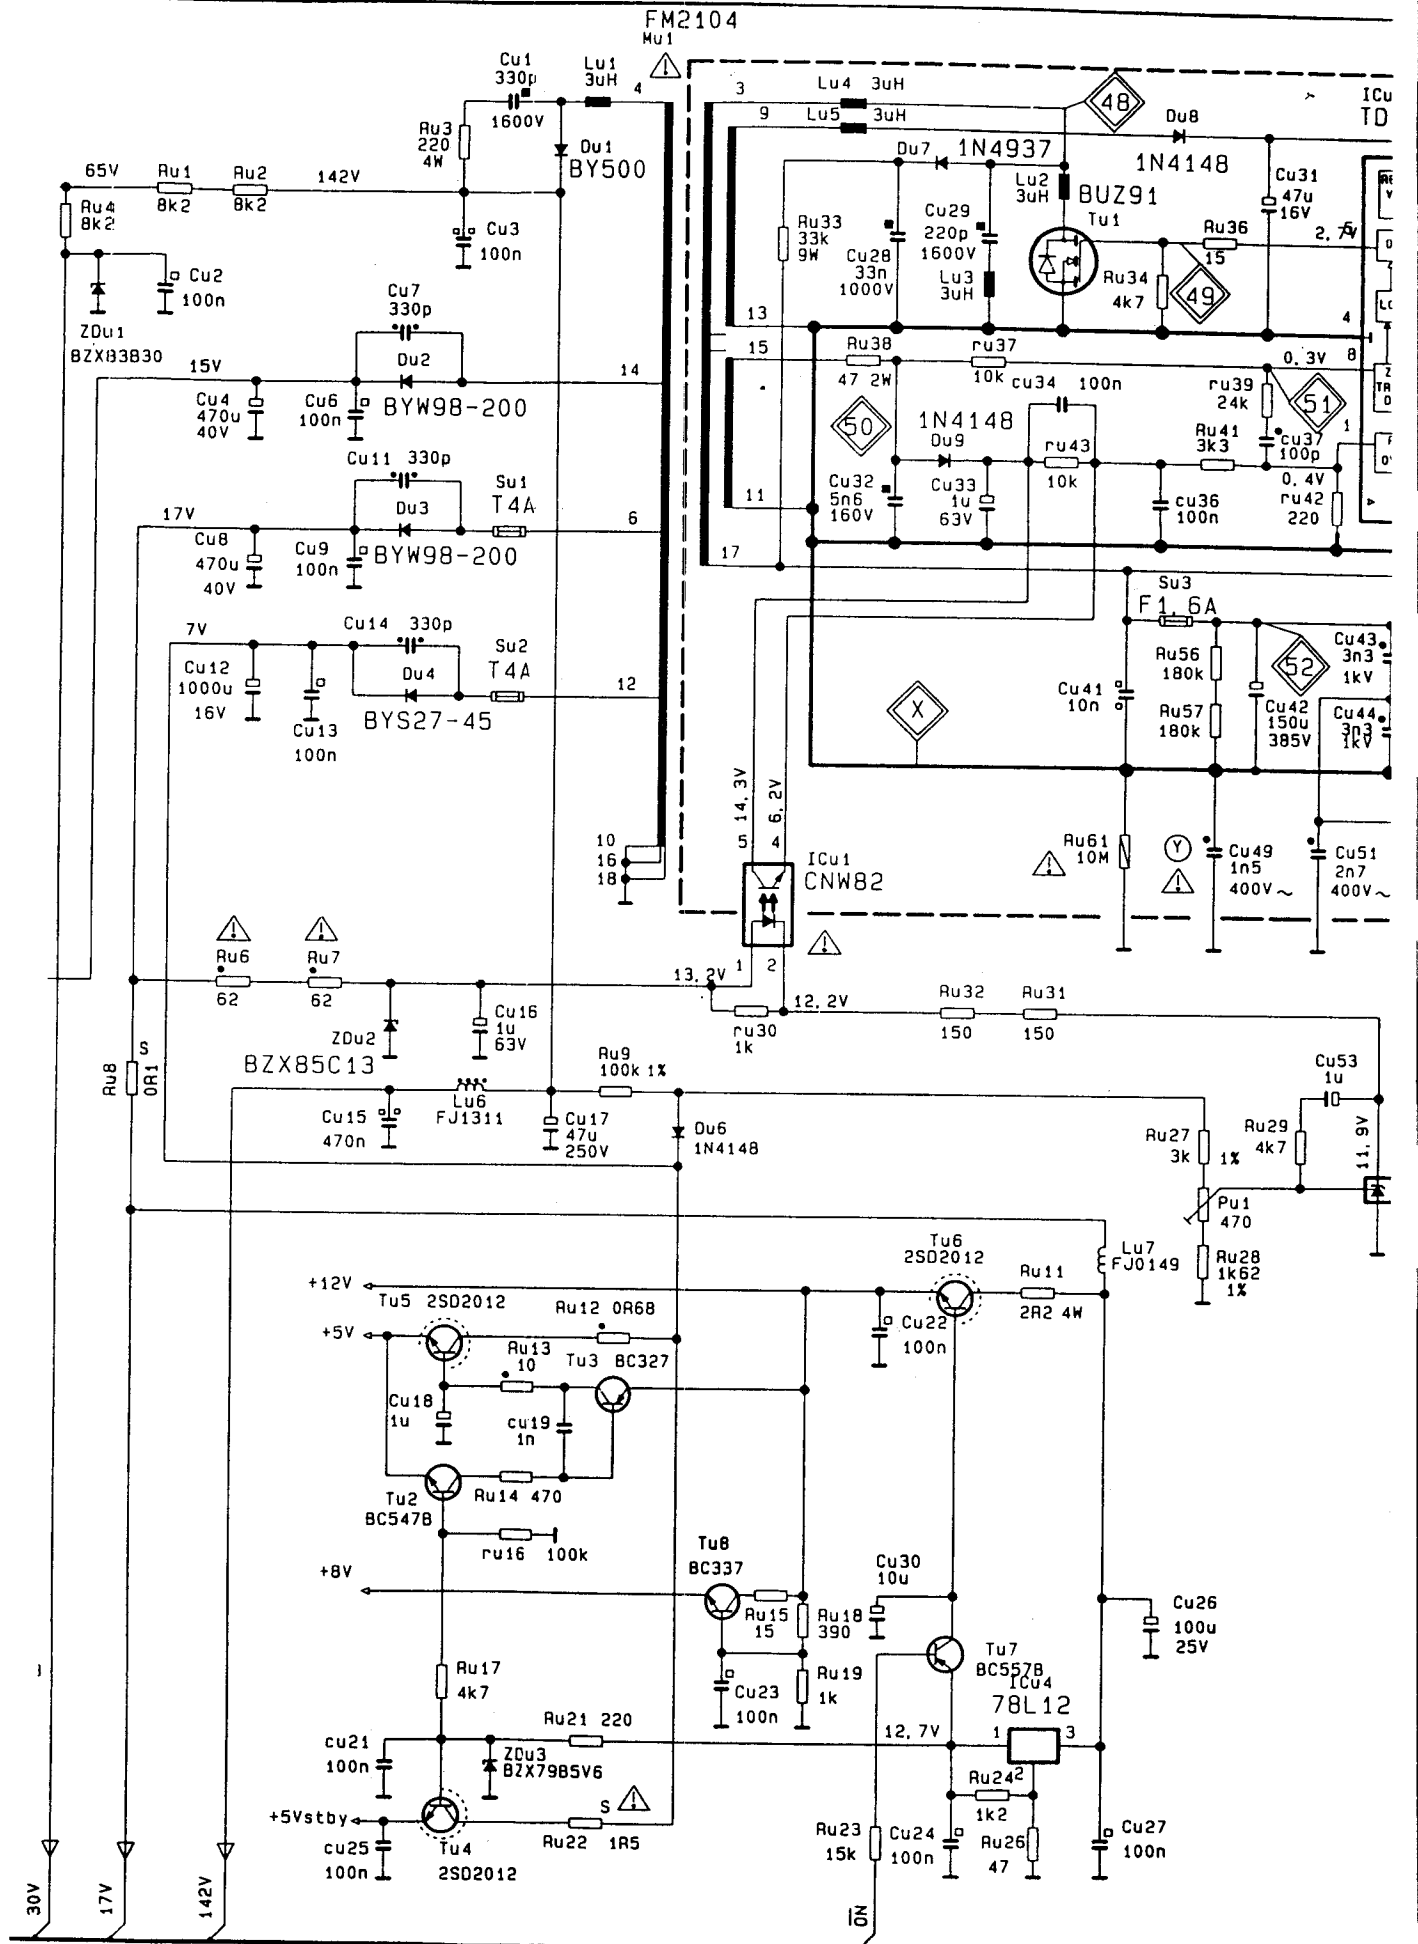 FM2104
Mu1
Cu1
330p
1600V
Lu1
3uH
4
3
Lu4 3uH
48
9
Lu5 3uH
Du8
1N4148
ICu
TD
Ru3
220
4W
Du1
BY500
Du7 1N4937
Lu2
3uH
BUZ91
Tu1
Cu31
47u
16V
65V
Ru1
8k2
Ru2
8k2
142V
Ru4
8k2
Cu3
100n
Ru33
33k
9W
Cu28
33n
1000V
Cu29
220p
1600V
Lu3
3uH
Ru34
4k7
Ru36
15
49
4
8
Cu2
100n
ZDu1
BZX83B30
Cu7
330p
Du2
BYW98-200
15V
Cu4
470u
40V
Cu6
100n
14
13
15
Ru38
47 2W
ru37
10k
cu34
100n
0.3V
ru39
24k
51
50
1N4148
Du9
ru43
10k
Ru41
3k3
cu37
100p
0.4V
1
Cu11 330p
Du3
BYW98-200
Su1
T4A
17V
Cu8
470u
40V
Cu9
100n
6
11
Cu32
5n6
160V
Cu33
1u
63V
cu36
100n
ru42
220
17
Su3
F1,6A
7V
Cu12
1000u
16V
Cu13
100n
Cu14 330p
Du4
BYS27-45
Su2
T4A
12
Cu41
10n
Ru56
180k
Ru57
180k
52
Cu42
150u
385V
Cu43
3n3
1kV
Cu44
3n3
1kV
X
14,3V
6,2V
10
16
18
5
4
ICu1
CNW82
Ru61
10M
Y
Cu49
1n5
400V~
Cu51
2n7
400V~
Ru6
62
Ru7
62
13,2V
1
2
12,2V
ru30
1k
Ru32
150
Ru31
150
ZDu2
BZX85C13
Cu16
1u
63V
Ru8
S
0R1
Cu15
470n
Lu6
FJ1311
Ru9
100k 1%
Cu17
47u
250V
Du6
1N4148
Cu53
1u
Ru27
3k 1%
Ru29
4k7
11,9V
Pu1
470
Ru28
1k62
1%
Tu6
2SD2012
Ru11
2R2 4W
Lu7
FJ0149
+12V
Tu5 2SD2012
Ru12 0R68
+5V
Ru13
10
Tu3 BC327
Cu22
100n
Cu18
1u
cu19
1n
Tu2
BC547B
Ru14 470
ru16 100k
+8V
Tu8
BC337
Ru15
15
Ru18
390
Cu30
10u
Cu26
100u
25V
Tu7
BC557B
ICu4
78L12
Ru17
4k7
Cu23
100n
Ru19
1k
12,7V
1
3
2
cu21
100n
ZDu3
BZX79B5V6
Ru21 220
Ru24
1k2
+5Vstby
cu25
100n
Tu4
2SD2012
Ru22
S
1R5
Ru23
15k
Cu24
100n
Ru26
47
Cu27
100n
30V
17V
142V
ON